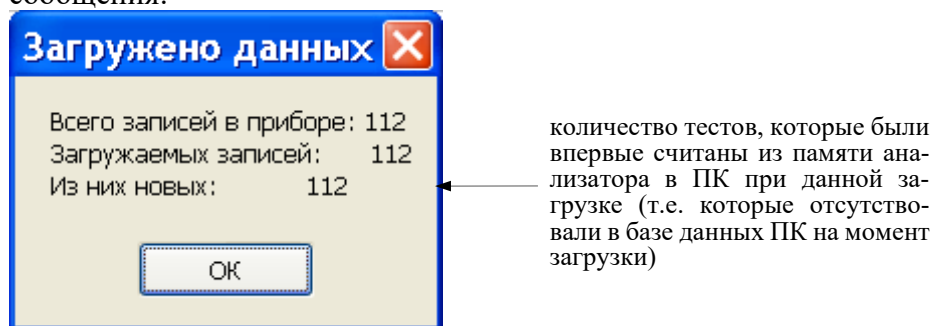 сообщения:
Загружено данных
Всего записей в приборе: 112
Загружаемых записей: 112
Из них новых: 112
ОК
количество тестов, которые были
впервые считаны из памяти ана-
лизатора в ПК при данной за-
грузке (т.е. которые отсутство-
вали в базе данных ПК на момент
загрузки)